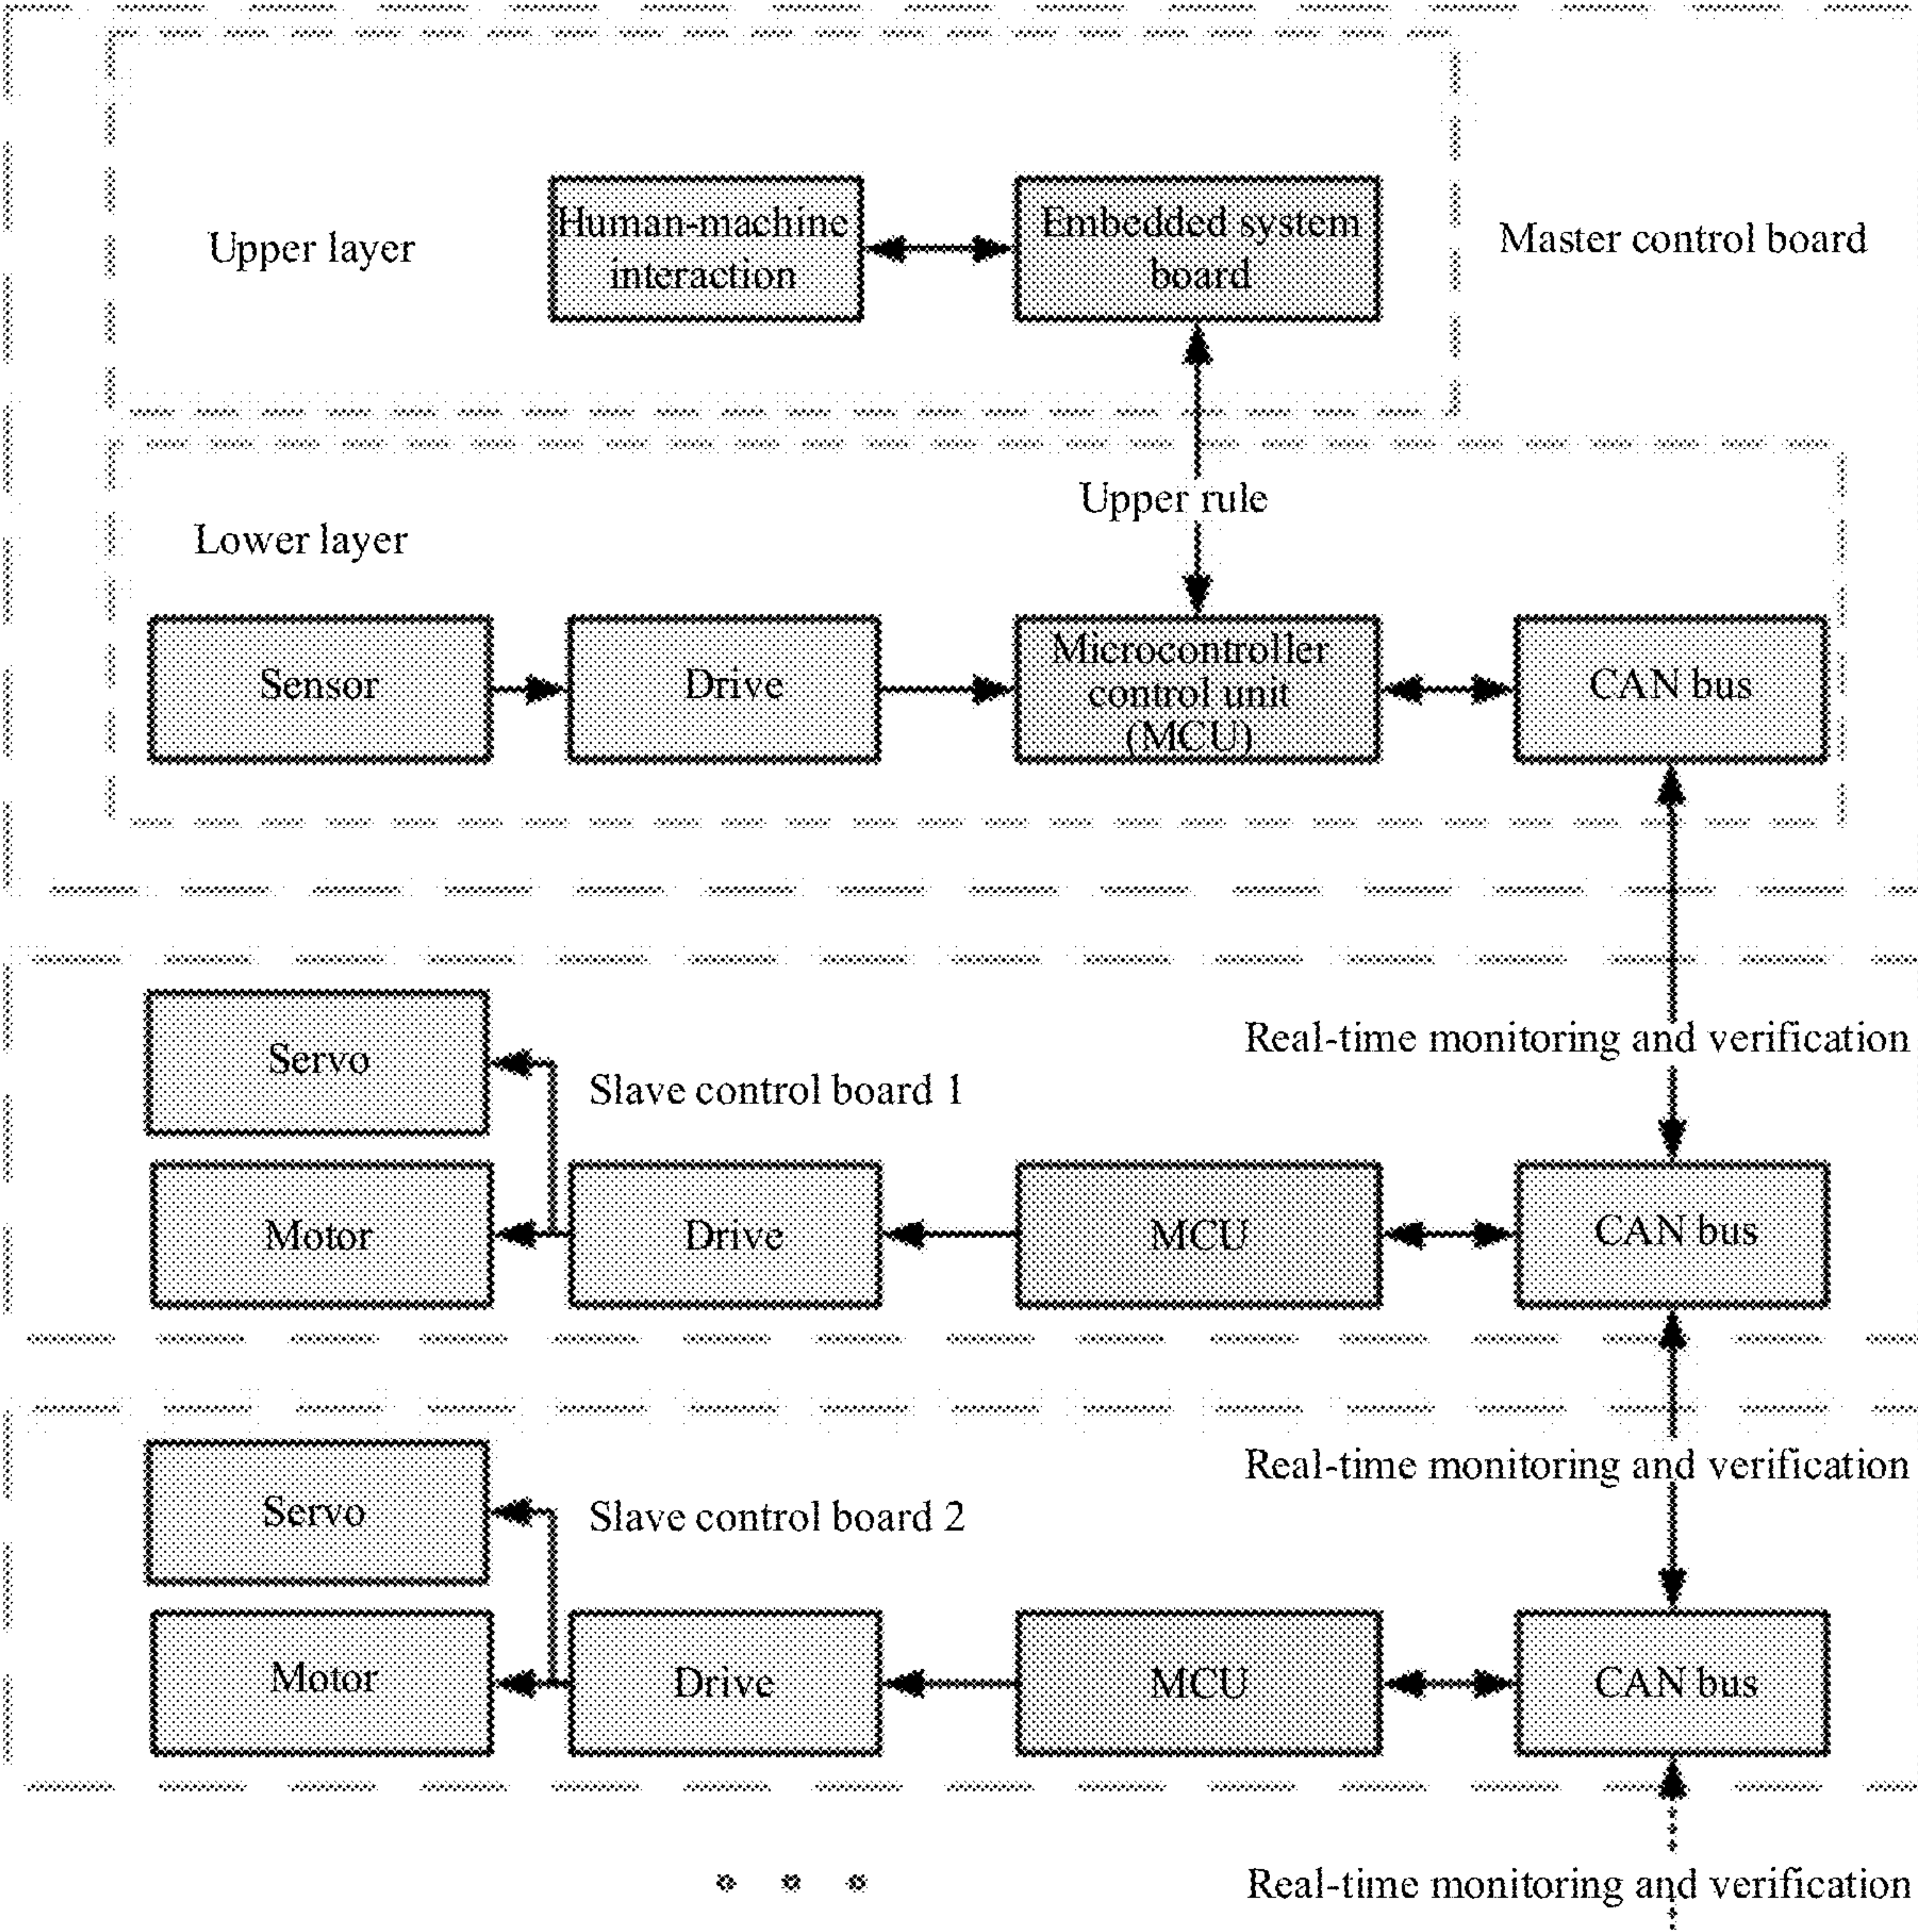 Human-machine
interaction
Embedded system
board
Upper layer
Master control board
Upper rule
Lower layer
Sensor
Drive
Microcontroller
control unit
(MCU)
CAN bus
Real-time monitoring and verification
Servo
Slave control board 1
Motor
Drive
MCU
CAN bus
Real-time monitoring and verification
Servo
Slave control board 2
Motor
Drive
MCU
CAN bus
Real-time monitoring and verification